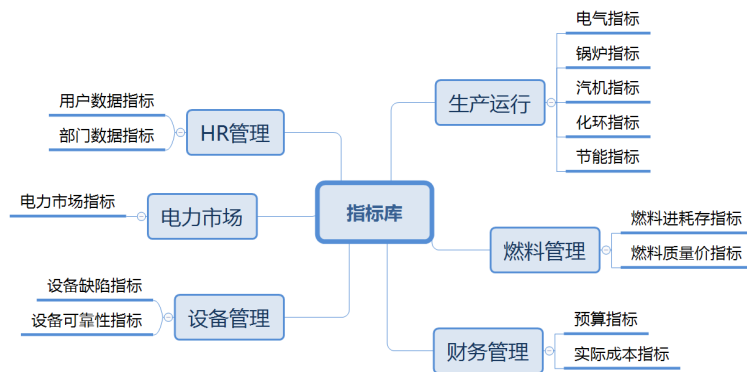 指标库
生产运行
电气指标
锅炉指标
汽机指标
化环指标
节能指标
燃料管理
燃料进耗存指标
燃料质量价指标
财务管理
预算指标
实际成本指标
HR管理
用户数据指标
部门数据指标
电力市场
电力市场指标
设备管理
设备缺陷指标
设备可靠性指标